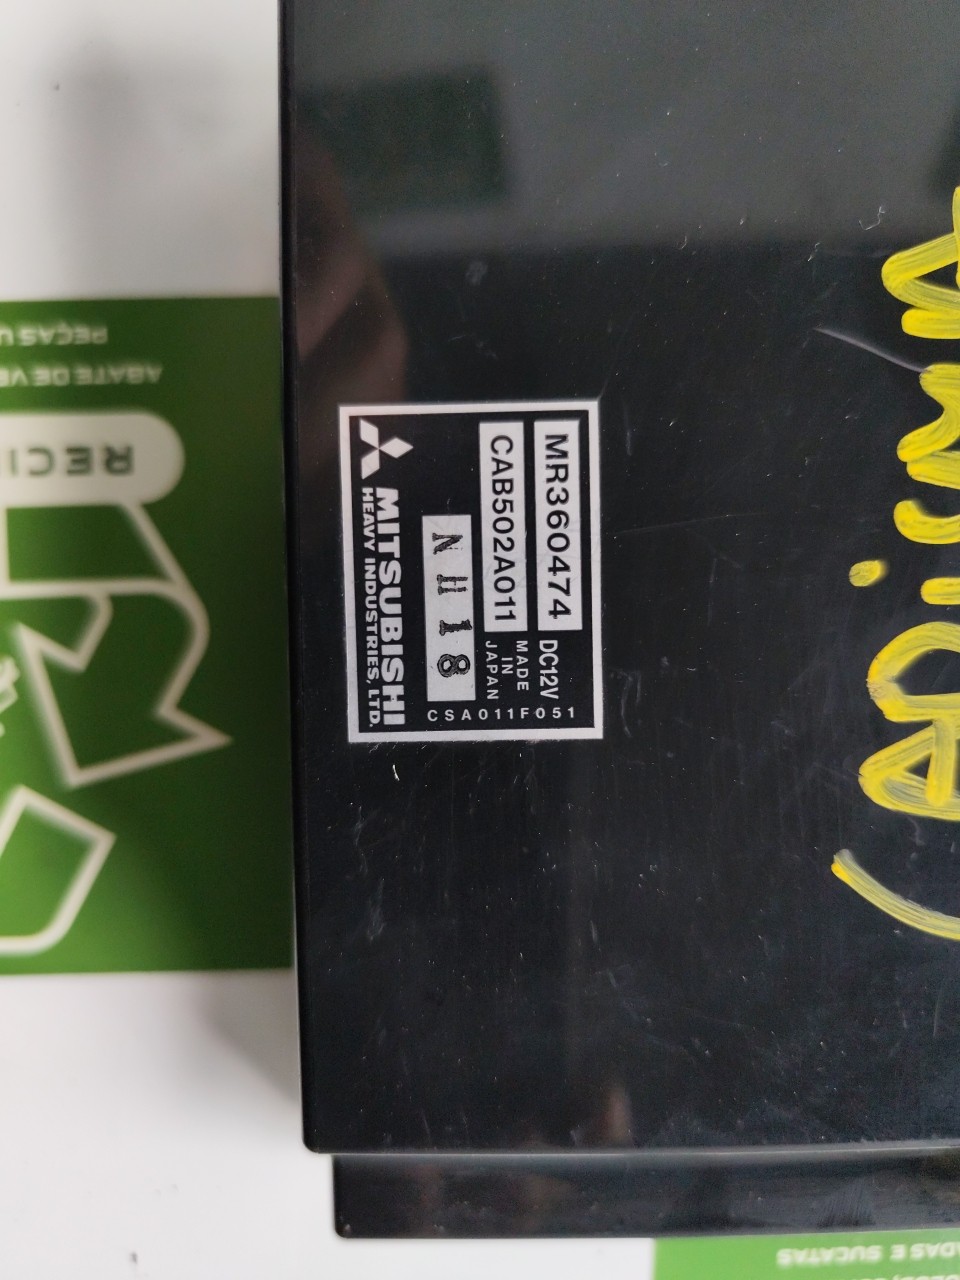 MR360474
DC12V
CAB502A011
MADE
IN
JAPAN
N H 1 8
MITSUBISHI
HEAVY INDUSTRIES, LTD.
CSA011F051
PEÇAS U
ABATE DE VE
RECI
ADAS E SUCATAS